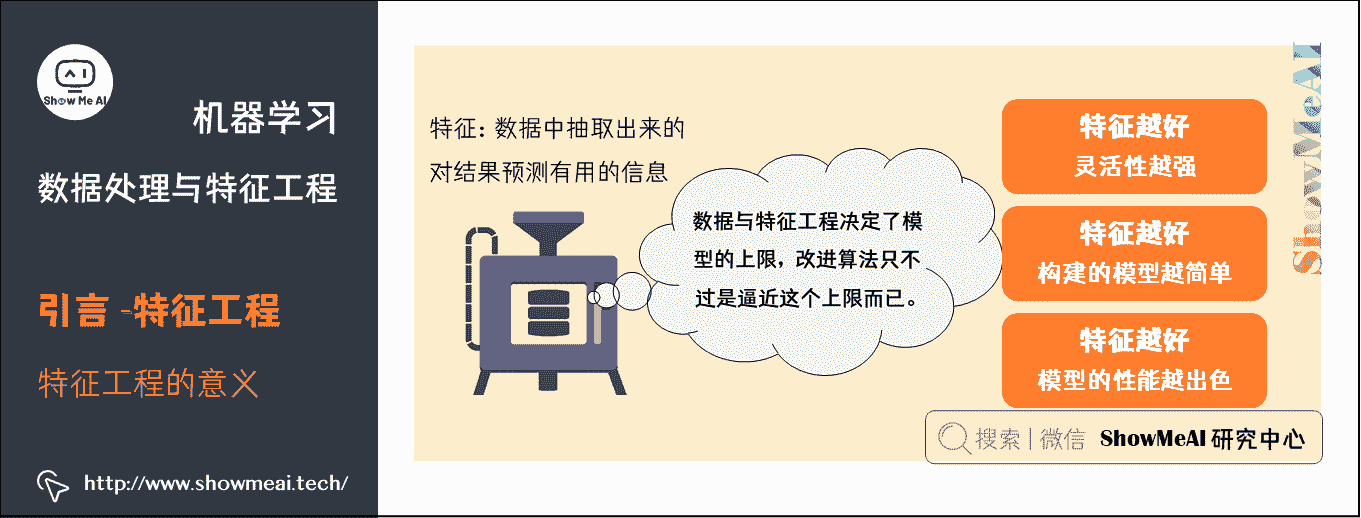 Show Me AI
机器学习
数据处理与特征工程
引言 -特征工程
特征工程的意义
http://www.showmeai.tech/
特征：数据中抽取出来的
对结果预测有用的信息
数据与特征工程决定了模
型的上限，改进算法只不
过是逼近这个上限而已。
特征越好
灵活性越强
特征越好
构建的模型越简单
特征越好
模型的性能越出色
ShowMeAI
搜索 | 微信 ShowMeAI 研究中心